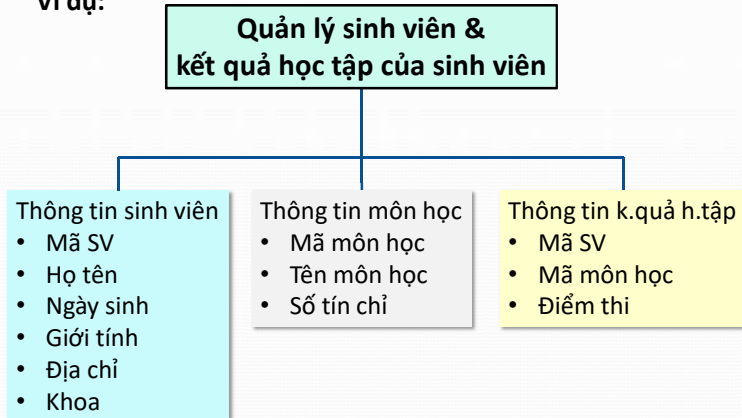 Ví dụ:
Quản lý sinh viên &
kết quả học tập của sinh viên
Thông tin sinh viên
• Mã SV
• Họ tên
• Ngày sinh
• Giới tính
• Địa chỉ
• Khoa
Thông tin môn học
• Mã môn học
• Tên môn học
• Số tín chỉ
Thông tin k.quả h.tập
• Mã SV
• Mã môn học
• Điểm thi